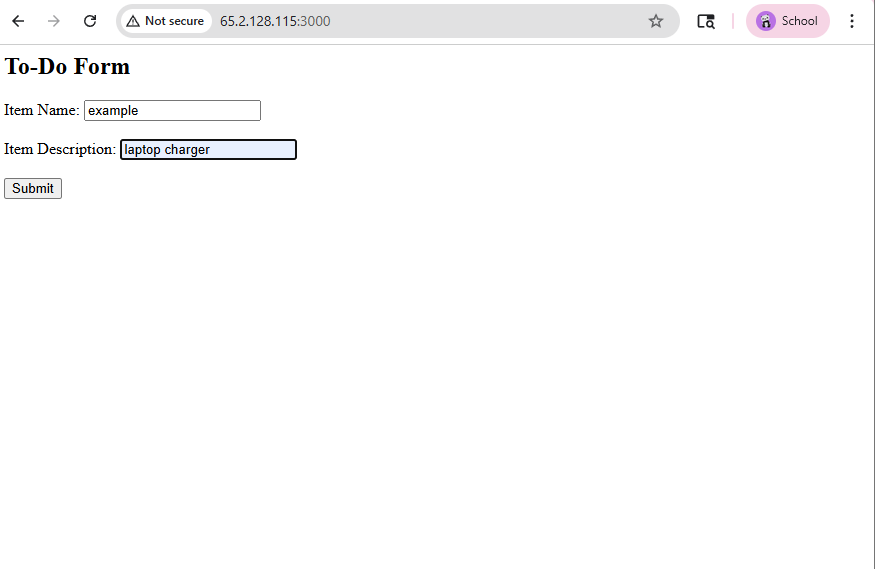 Not secure 65.2.128.115:3000 School
To-Do Form
Item Name: example
Item Description: laptop charger
Submit